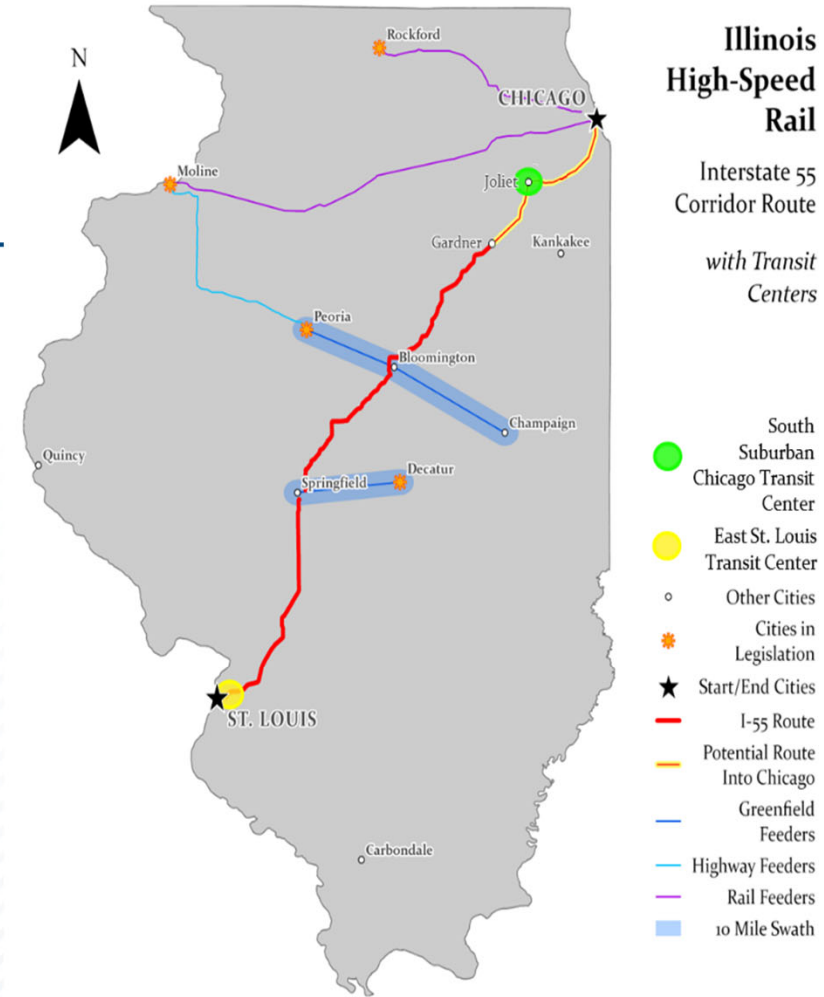 Illinois
High-Speed
Rail
Interstate 55
Corridor Route
with Transit
Centers
N
Rockford
CHICAGO
Moline
Joliet
Gardner
Kankakee
Peoria
Bloomington
Champaign
Quincy
Springfield
Decatur
ST. LOUIS
Carbondale
South
Suburban
Chicago Transit
Center
East St. Louis
Transit Center
Other Cities
Cities in
Legislation
Start/End Cities
I-55 Route
Potential Route
Into Chicago
Greenfield
Feeders
Highway Feeders
Rail Feeders
10 Mile Swath